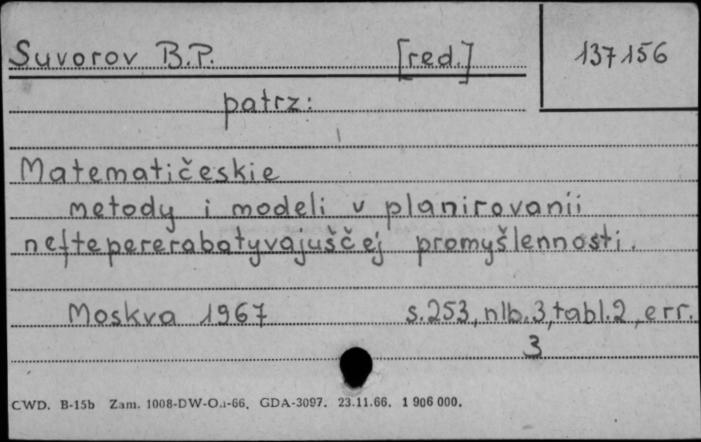 Suvorov B.P. [red.] 137156
patrz:
Matematičeskie
metody i modeli v planirovanii
neftepererabatyvajuščej promyšlennosti.
Moskva 1967 s.253, nlb.3, tabl.2, err.
3
CWD. B-15b Zam. 1008-DW-O.-66. GDA-3097. 23.11.66. 1 906 000.